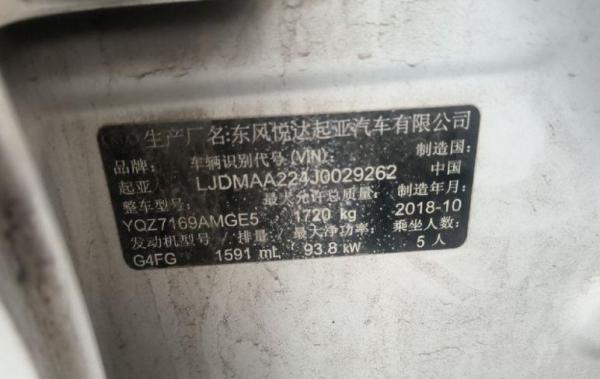 生产厂名:东风悦达起亚汽车有限公司
品牌: 车辆识别代号(VIN): 制造国:
起亚 LJDMAA224J0029262 中国
整车型号: 最大允许总质量: 制造年月:
YQZ7169AMGE5 1720 kg 2018-10
发动机型号/排量/最大净功率: 乘坐人数:
G4FG 1591 mL 93.8 kW 5人